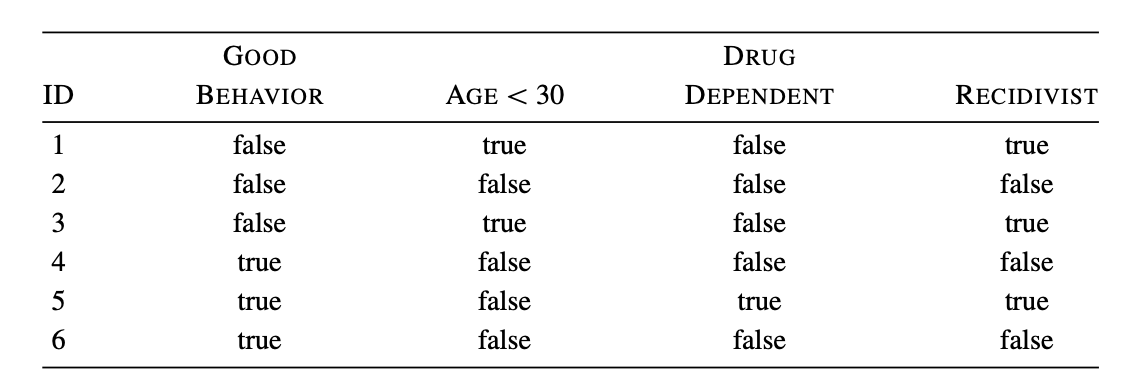 GOOD DRUG
ID BEHAVIOR AGE < 30 DEPENDENT RECIDIVIST
1 false true false true
2 false false false false
3 false true false true
4 true false false false
5 true false true true
6 true false false false